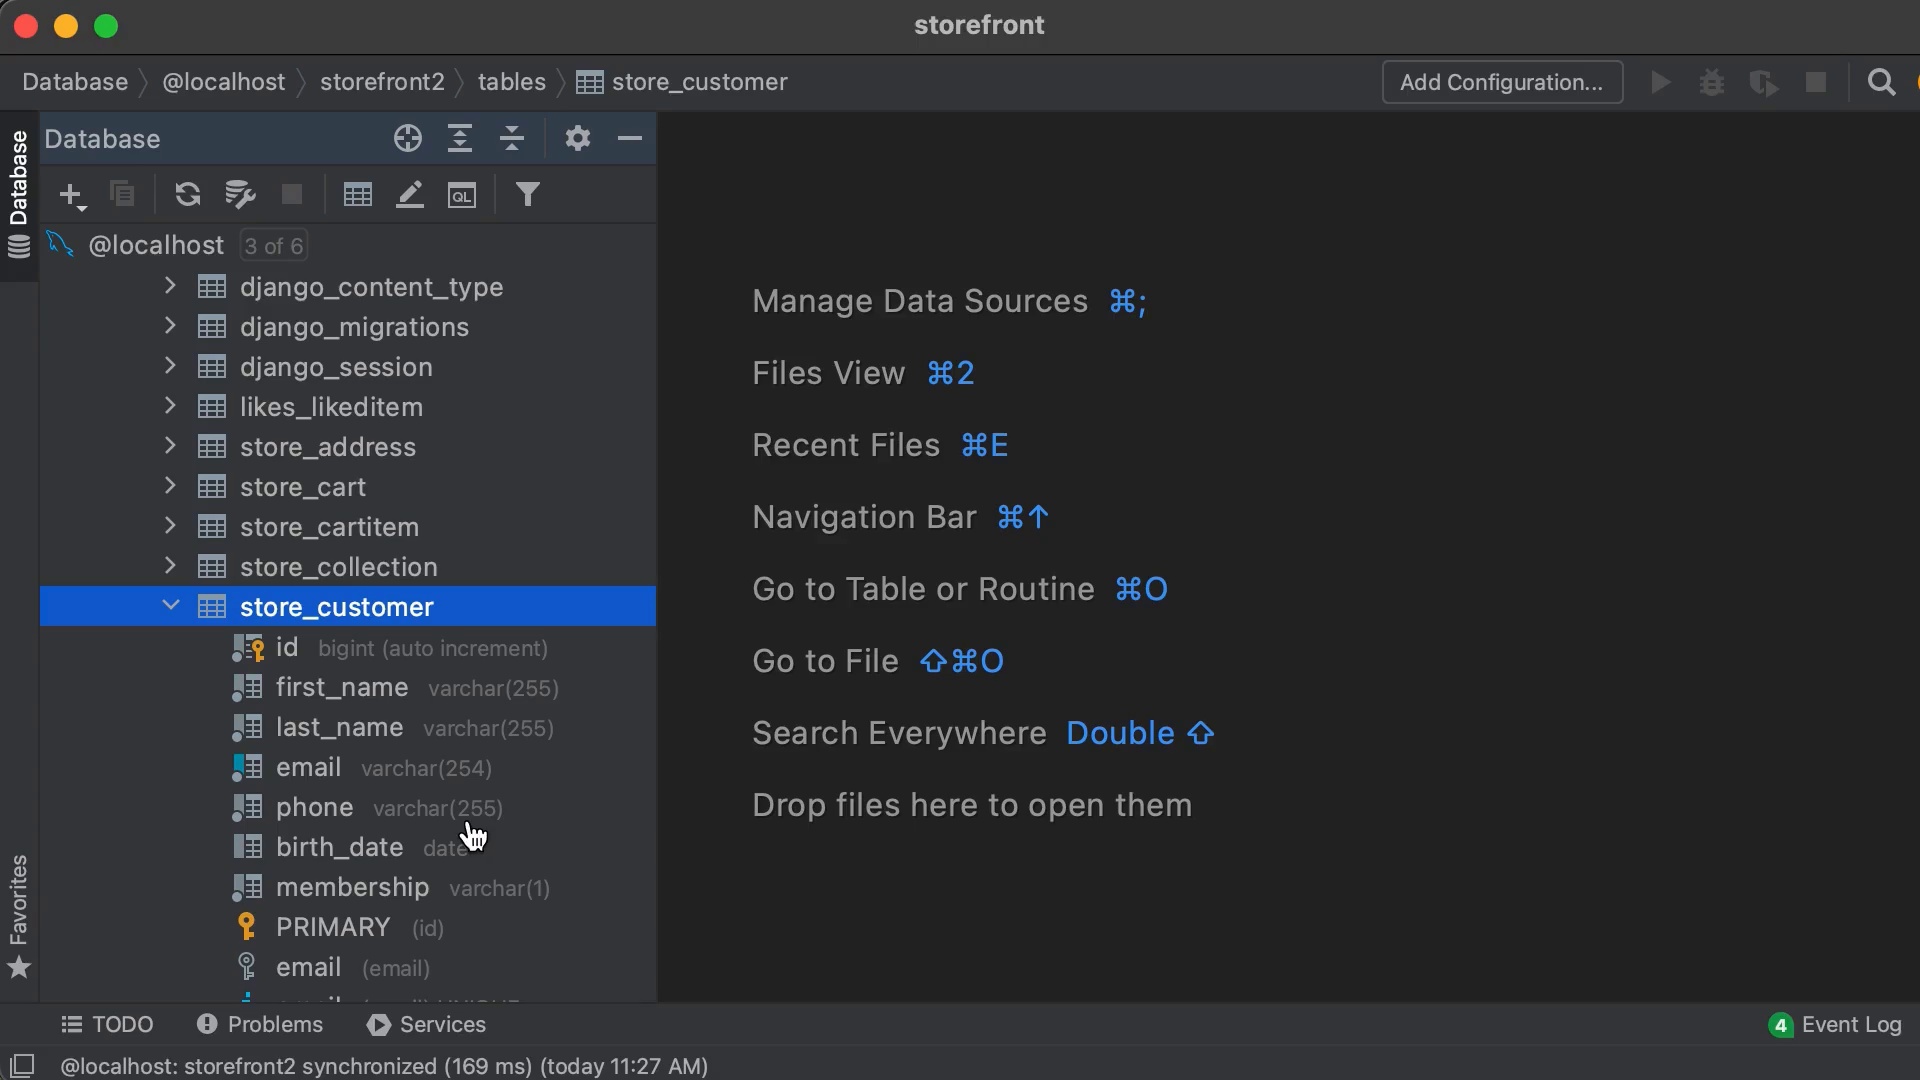 storefront
Database @localhost storefront2 tables store_customer
Add Configuration...
Database
Database
QL
@localhost 3 of 6
django_content_type
django_migrations
django_session
likes_likeditem
store_address
store_cart
store_cartitem
store_collection
store_customer
id bigint (auto increment)
first_name varchar(255)
last_name varchar(255)
email varchar(254)
phone varchar(255)
birth_date date
membership varchar(1)
PRIMARY (id)
email (email)
Manage Data Sources ⌘;
Files View ⌘2
Recent Files ⌘E
Navigation Bar ⌘↑
Go to Table or Routine ⌘O
Go to File ⇧⌘O
Search Everywhere Double ⇧
Drop files here to open them
Favorites
TODO Problems Services
4 Event Log
@localhost: storefront2 synchronized (169 ms) (today 11:27 AM)